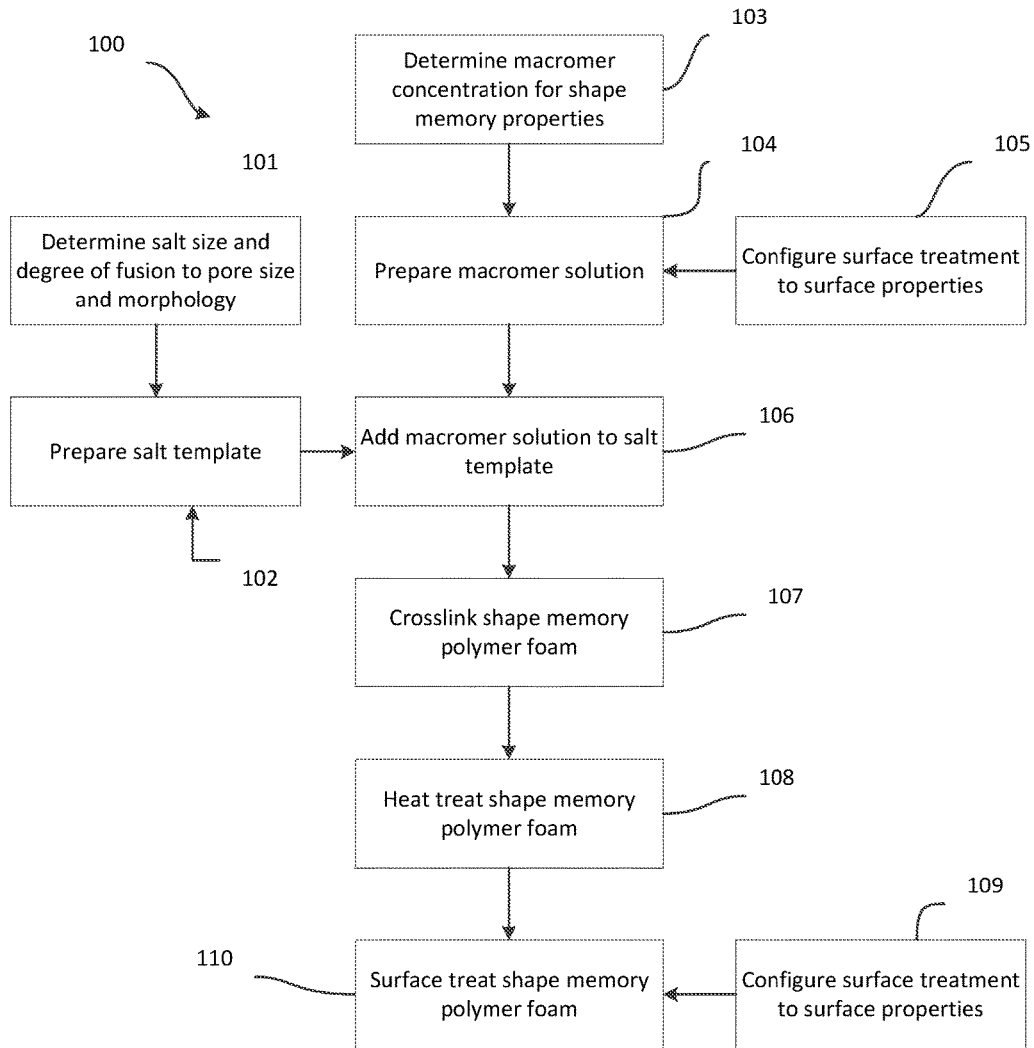 103
100
Determine macromer
concentration for shape
memory properties
101
104
105
Determine salt size and
degree of fusion to pore size
and morphology
Prepare macromer solution
Configure surface treatment
to surface properties
Prepare salt template
Add macromer solution to salt
template
106
102
Crosslink shape memory
polymer foam
107
Heat treat shape memory
polymer foam
108
109
110
Surface treat shape memory
polymer foam
Configure surface treatment
to surface properties